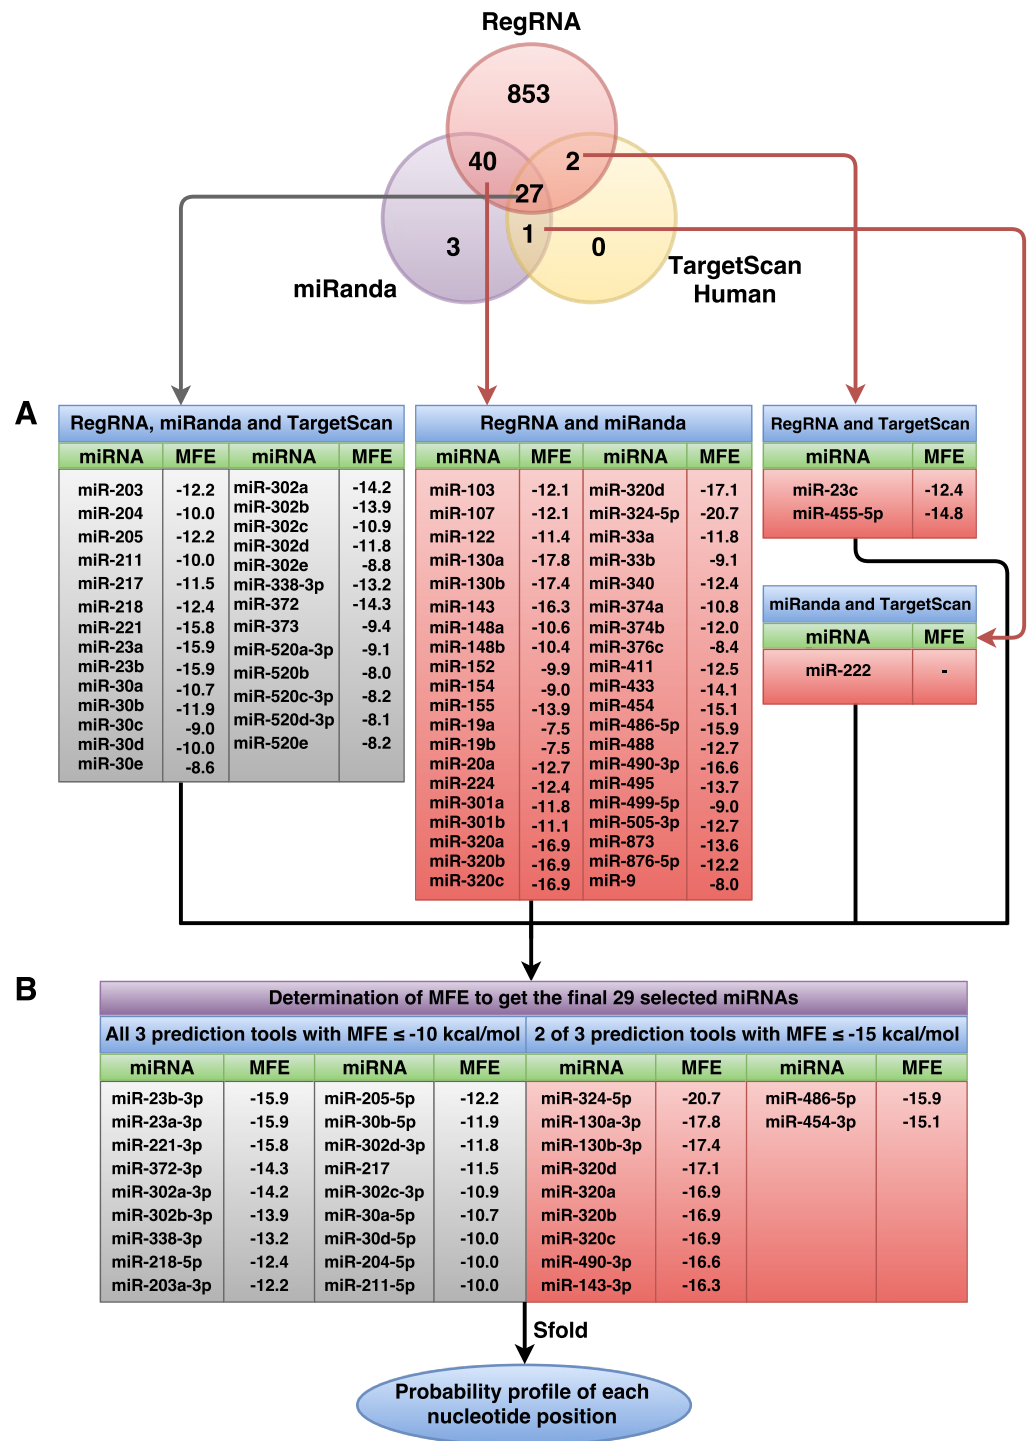 RegRNA
853
40
2
27
1
3
0
miRanda
TargetScan
Human
A
RegRNA, miRanda and TargetScan
miRNA MFE miRNA MFE
miR-203 -12.2 miR-302a -14.2
miR-204 -10.0 miR-302b -13.9
miR-205 -12.2 miR-302c -10.9
miR-211 -10.0 miR-302d -11.8
miR-217 -11.5 miR-302e -8.8
miR-218 -12.4 miR-338-3p -13.2
miR-221 -15.8 miR-372 -14.3
miR-23a -15.9 miR-373 -9.4
miR-23b -15.9 miR-520a-3p -9.1
miR-30a -10.7 miR-520b -8.0
miR-30b -11.9 miR-520c-3p -8.2
miR-30c -9.0 miR-520d-3p -8.1
miR-30d -10.0 miR-520e -8.2
miR-30e -8.6
RegRNA and miRanda
miRNA MFE miRNA MFE
miR-103 -12.1 miR-320d -17.1
miR-107 -12.1 miR-324-5p -20.7
miR-122 -11.4 miR-33a -11.8
miR-130a -17.8 miR-33b -9.1
miR-130b -17.4 miR-340 -12.4
miR-143 -16.3 miR-374a -10.8
miR-148a -10.6 miR-374b -12.0
miR-148b -10.4 miR-376c -8.4
miR-152 -9.9 miR-411 -12.5
miR-154 -9.0 miR-433 -14.1
miR-155 -13.9 miR-454 -15.1
miR-19a -7.5 miR-486-5p -15.9
miR-19b -7.5 miR-488 -12.7
miR-20a -12.7 miR-490-3p -16.6
miR-224 -12.4 miR-495 -13.7
miR-301a -11.8 miR-499-5p -9.0
miR-301b -11.1 miR-505-3p -12.7
miR-320a -16.9 miR-873 -13.6
miR-320b -16.9 miR-876-5p -12.2
miR-320c -16.9 miR-9 -8.0
RegRNA and TargetScan
miRNA MFE
miR-23c -12.4
miR-455-5p -14.8
miRanda and TargetScan
miRNA MFE
miR-222 -
B
Determination of MFE to get the final 29 selected miRNAs
All 3 prediction tools with MFE ≤ -10 kcal/mol 2 of 3 prediction tools with MFE ≤ -15 kcal/mol
miRNA MFE miRNA MFE miRNA MFE miRNA MFE
miR-23b-3p -15.9 miR-205-5p -12.2 miR-324-5p -20.7 miR-486-5p -15.9
miR-23a-3p -15.9 miR-30b-5p -11.9 miR-130a-3p -17.8 miR-454-3p -15.1
miR-221-3p -15.8 miR-302d-3p -11.8 miR-130b-3p -17.4
miR-372-3p -14.3 miR-217 -11.5 miR-320d -17.1
miR-302a-3p -14.2 miR-302c-3p -10.9 miR-320a -16.9
miR-302b-3p -13.9 miR-30a-5p -10.7 miR-320b -16.9
miR-338-3p -13.2 miR-30d-5p -10.0 miR-320c -16.9
miR-218-5p -12.4 miR-204-5p -10.0 miR-490-3p -16.6
miR-203a-3p -12.2 miR-211-5p -10.0 miR-143-3p -16.3
Sfold
Probability profile of each
nucleotide position